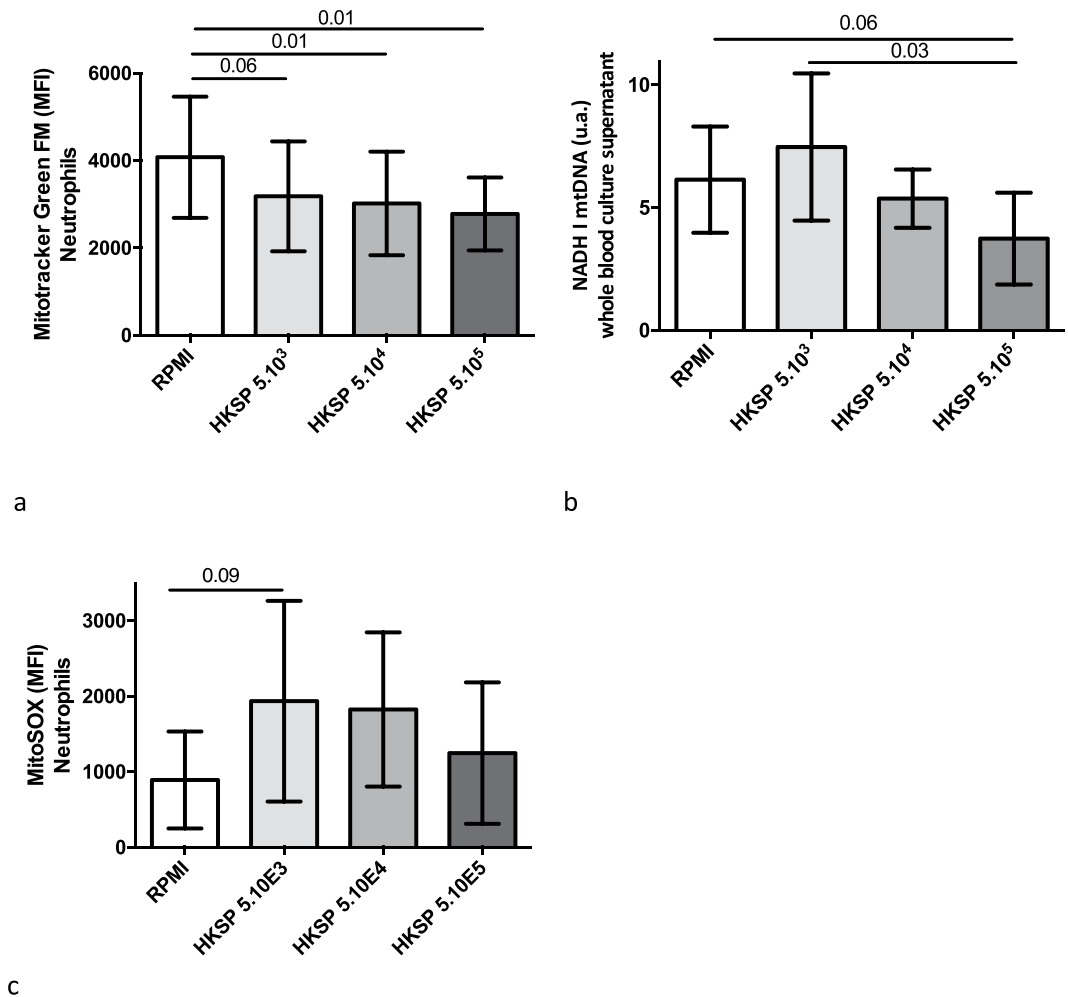 0.01
0.01
0.06
Mitotracker Green FM (MFI)
Neutrophils
6000
4000
2000
0
RPMI
HKSP 5.10³
HKSP 5.10⁴
HKSP 5.10⁵
a
0.06
0.03
NADH I mtDNA (u.a.)
whole blood culture supernatant
10
5
0
RPMI
HKSP 5.10³
HKSP 5.10⁴
HKSP 5.10⁵
b
0.09
MitoSOX (MFI)
Neutrophils
3000
2000
1000
0
RPMI
HKSP 5.10E3
HKSP 5.10E4
HKSP 5.10E5
c